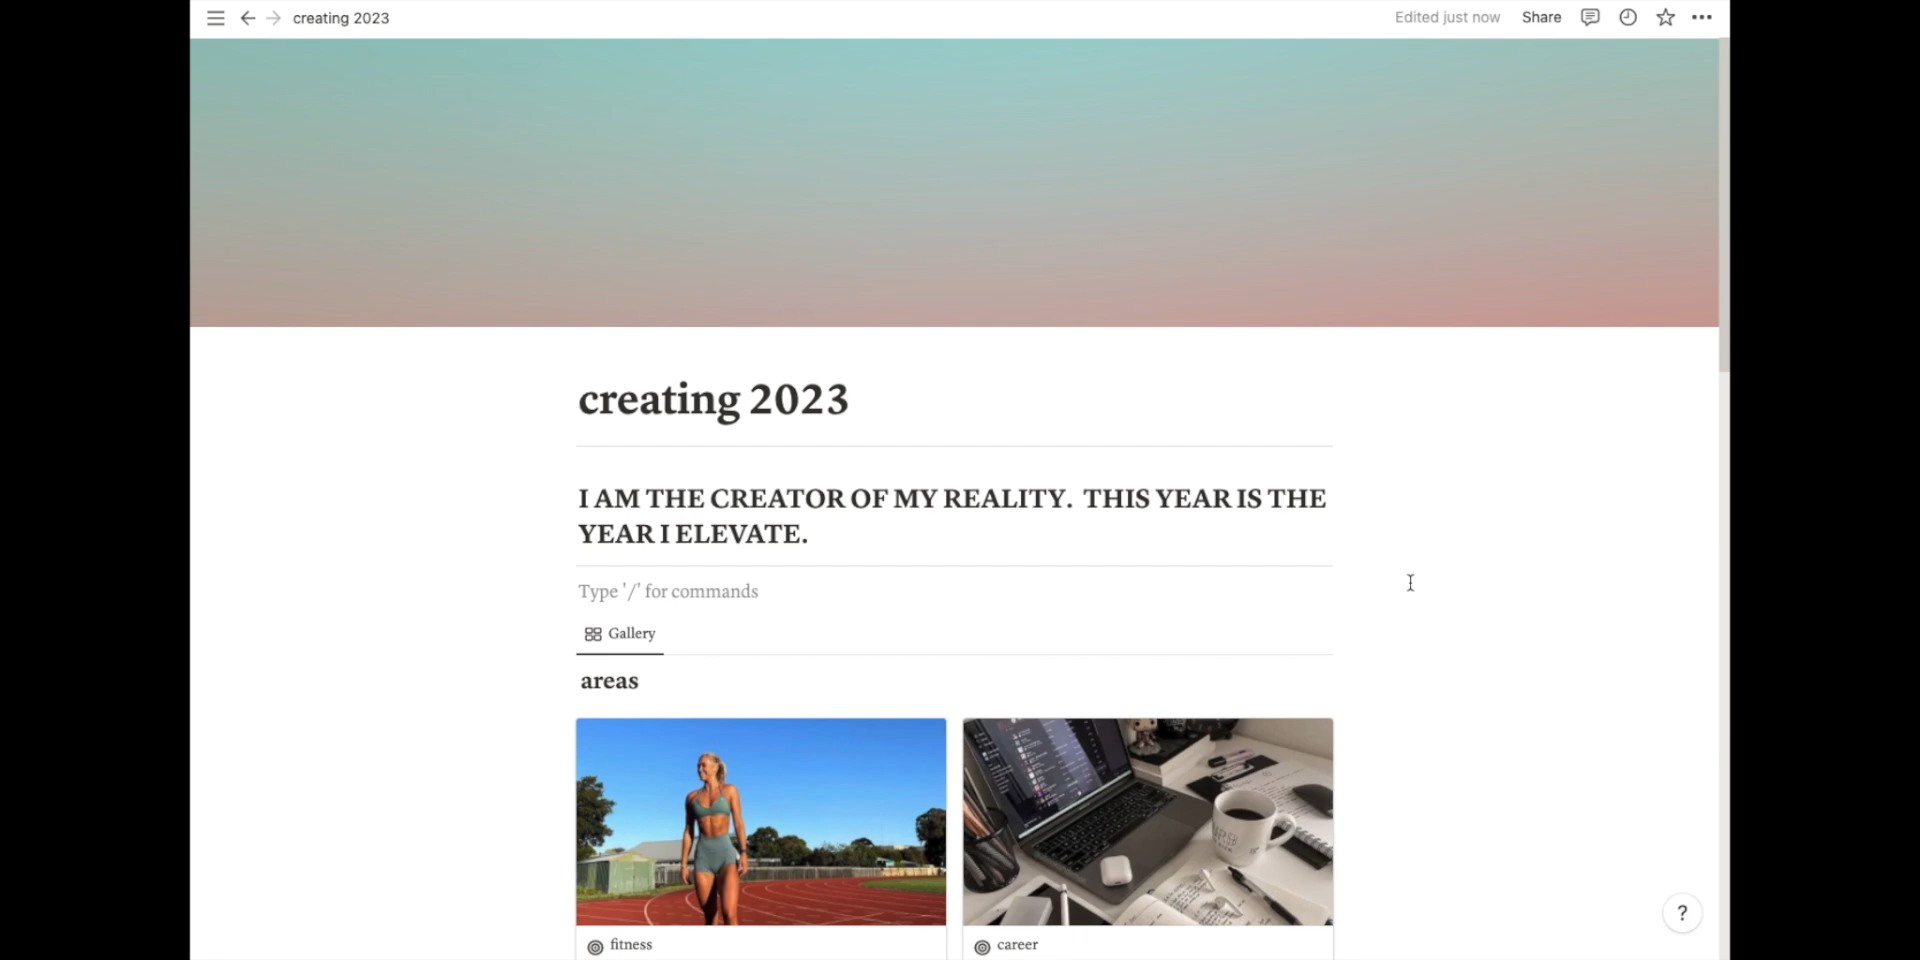 creating 2023
Edited just now
Share
creating 2023
I AM THE CREATOR OF MY REALITY.  THIS YEAR IS THE
YEAR I ELEVATE.
Type '/' for commands
Gallery
areas
fitness
career
?